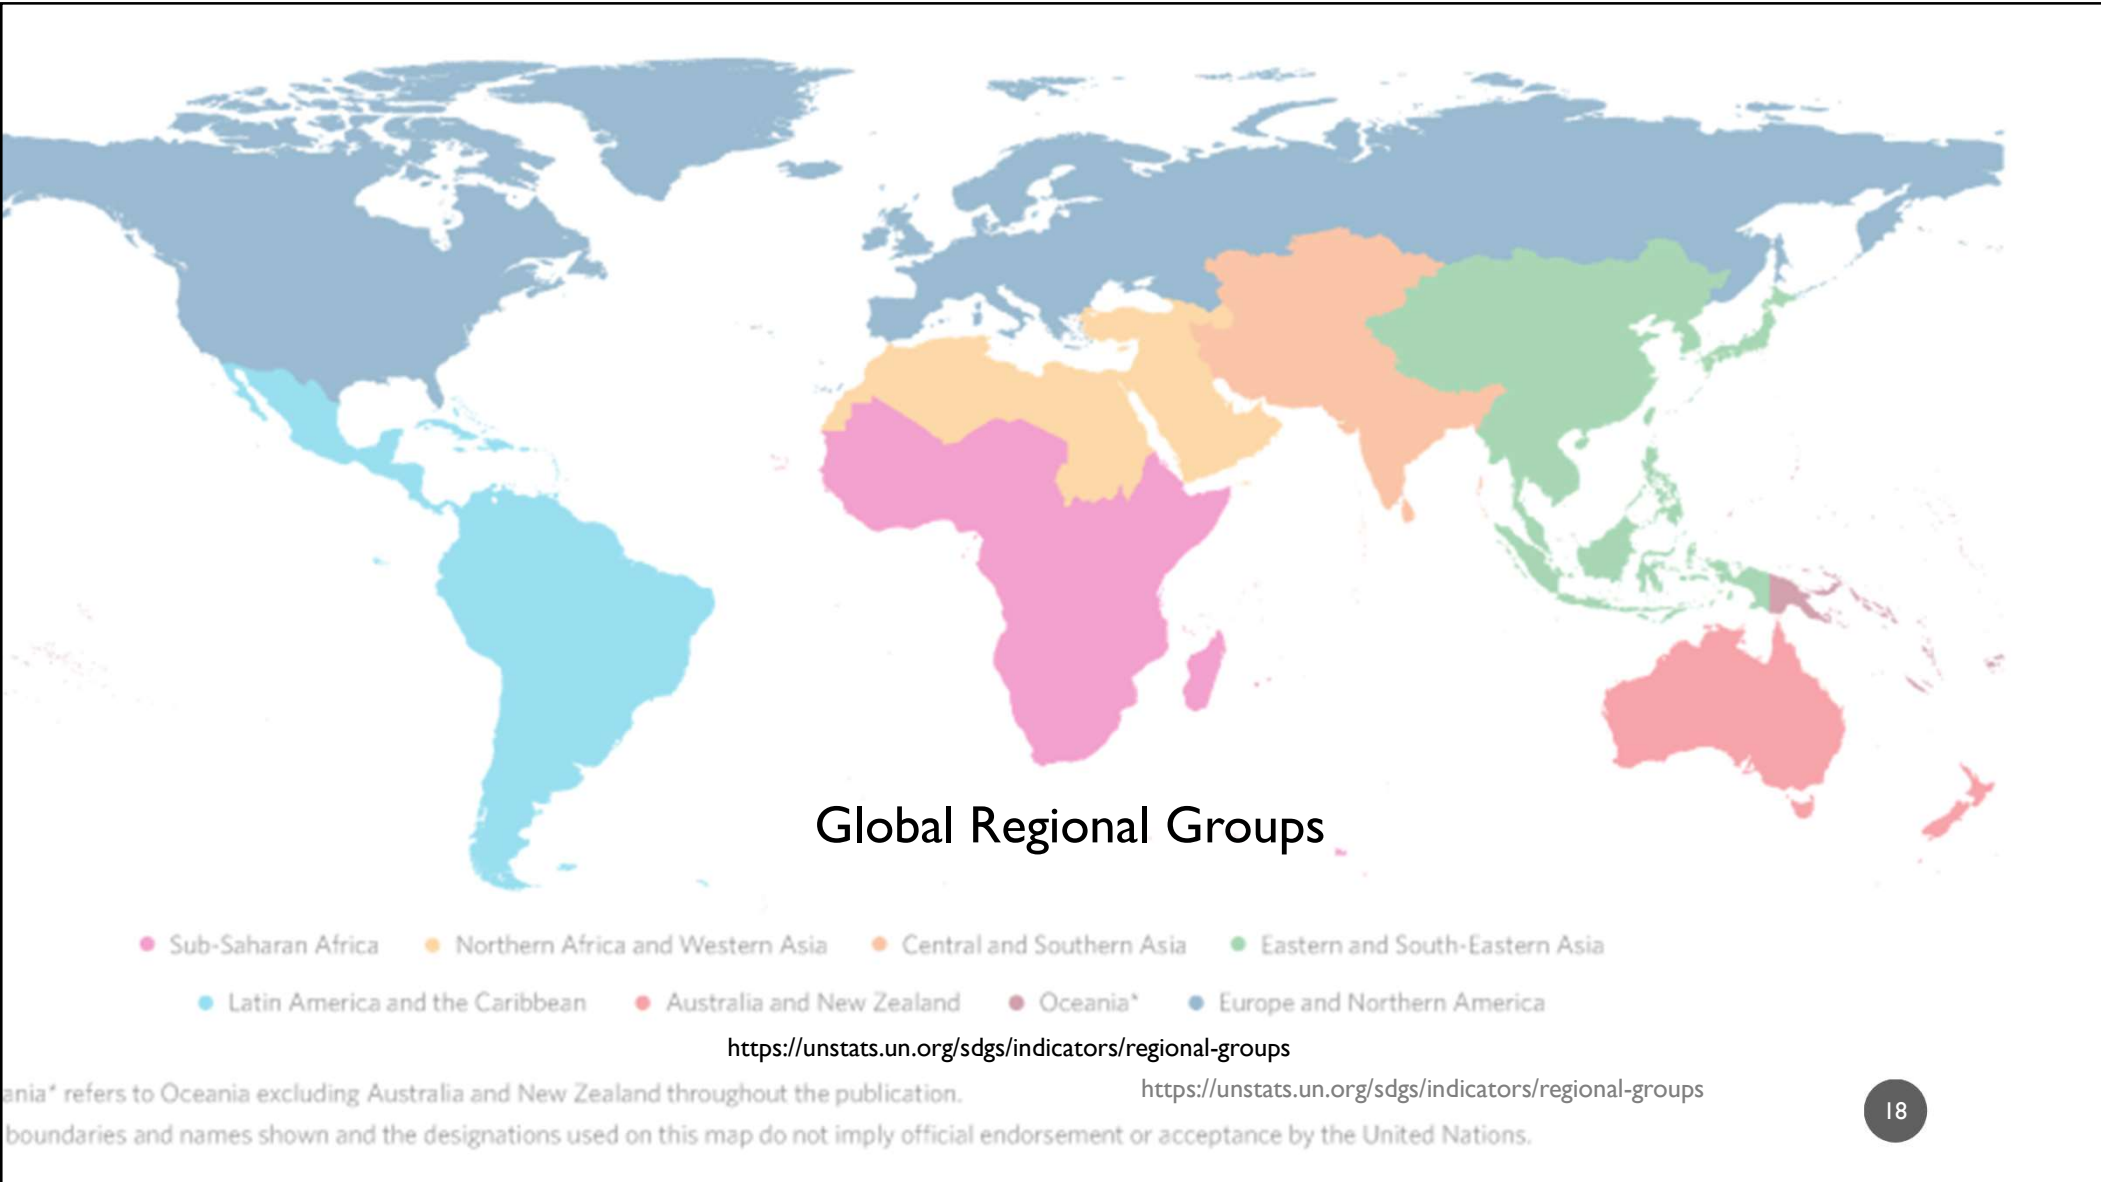 Global Regional Groups
Sub-Saharan Africa Northern Africa and Western Asia Central and Southern Asia Eastern and South-Eastern Asia
Latin America and the Caribbean Australia and New Zealand Oceania* Europe and Northern America
https://unstats.un.org/sdgs/indicators/regional-groups
ania* refers to Oceania excluding Australia and New Zealand throughout the publication.
https://unstats.un.org/sdgs/indicators/regional-groups
18
boundaries and names shown and the designations used on this map do not imply official endorsement or acceptance by the United Nations.